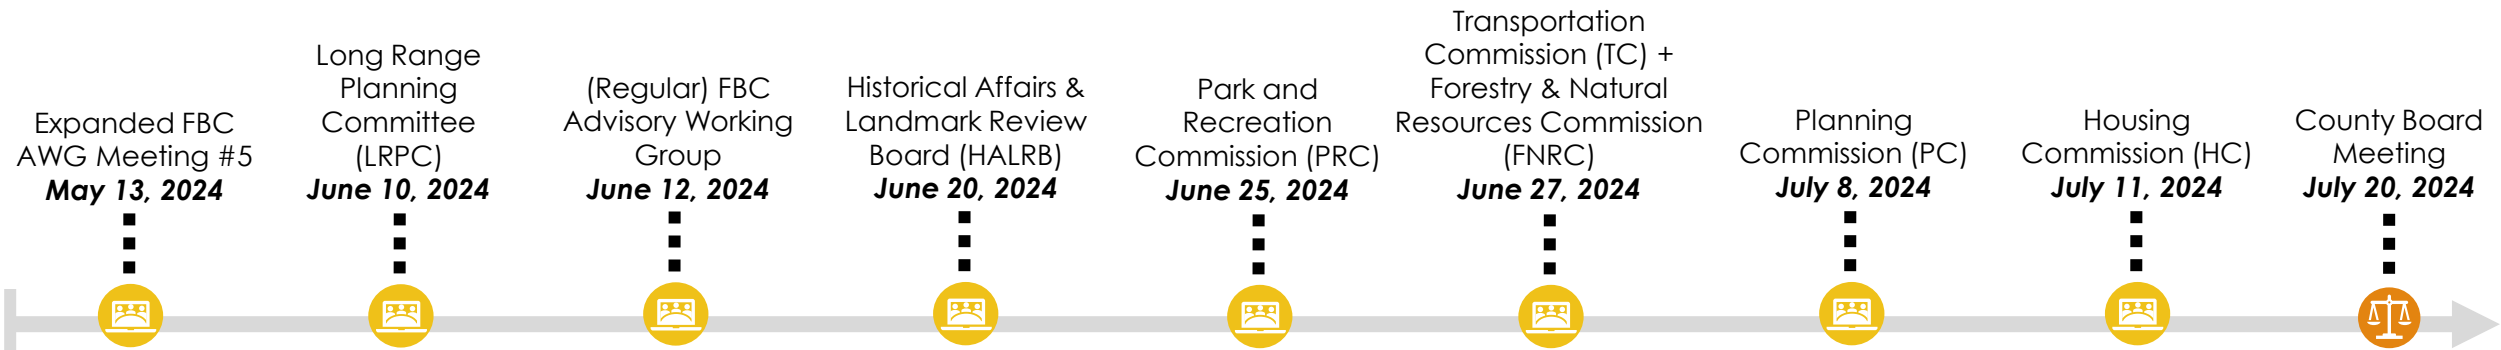 Expanded FBC
AWG Meeting #5
May 13, 2024
Long Range
Planning
Committee
(LRPC)
June 10, 2024
(Regular) FBC
Advisory Working
Group
June 12, 2024
Historical Affairs &
Landmark Review
Board (HALRB)
June 20, 2024
Park and
Recreation
Commission (PRC)
June 25, 2024
Transportation
Commission (TC) +
Forestry & Natural
Resources Commission
(FNRC)
June 27, 2024
Planning
Commission (PC)
July 8, 2024
Housing
Commission (HC)
July 11, 2024
County Board
Meeting
July 20, 2024